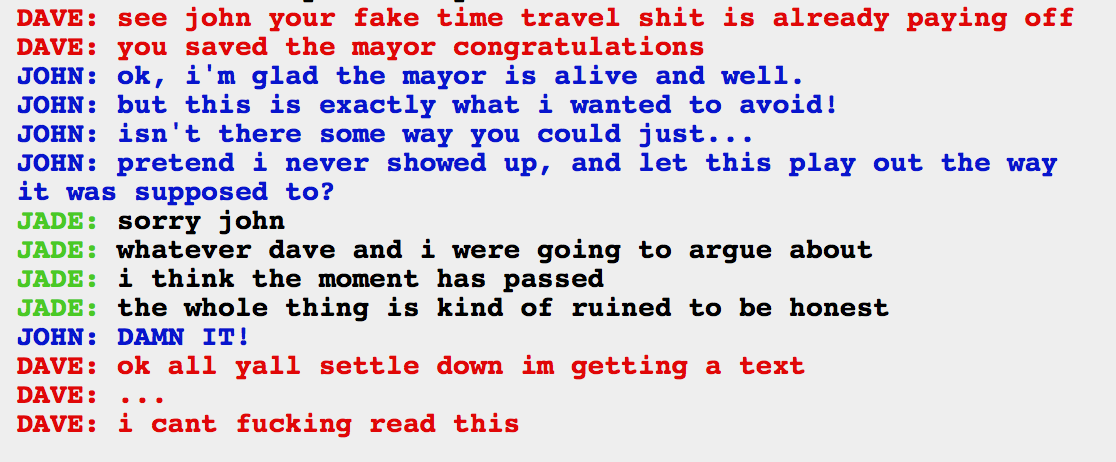 DAVE: see john your fake time travel shit is already paying off
DAVE: you saved the mayor congratulations
JOHN: ok, i'm glad the mayor is alive and well.
JOHN: but this is exactly what i wanted to avoid!
JOHN: isn't there some way you could just...
JOHN: pretend i never showed up, and let this play out the way
it was supposed to?
JADE: sorry john
JADE: whatever dave and i were going to argue about
JADE: i think the moment has passed
JADE: the whole thing is kind of ruined to be honest
JOHN: DAMN IT!
DAVE: ok all yall settle down im getting a text
DAVE: ...
DAVE: i cant fucking read this